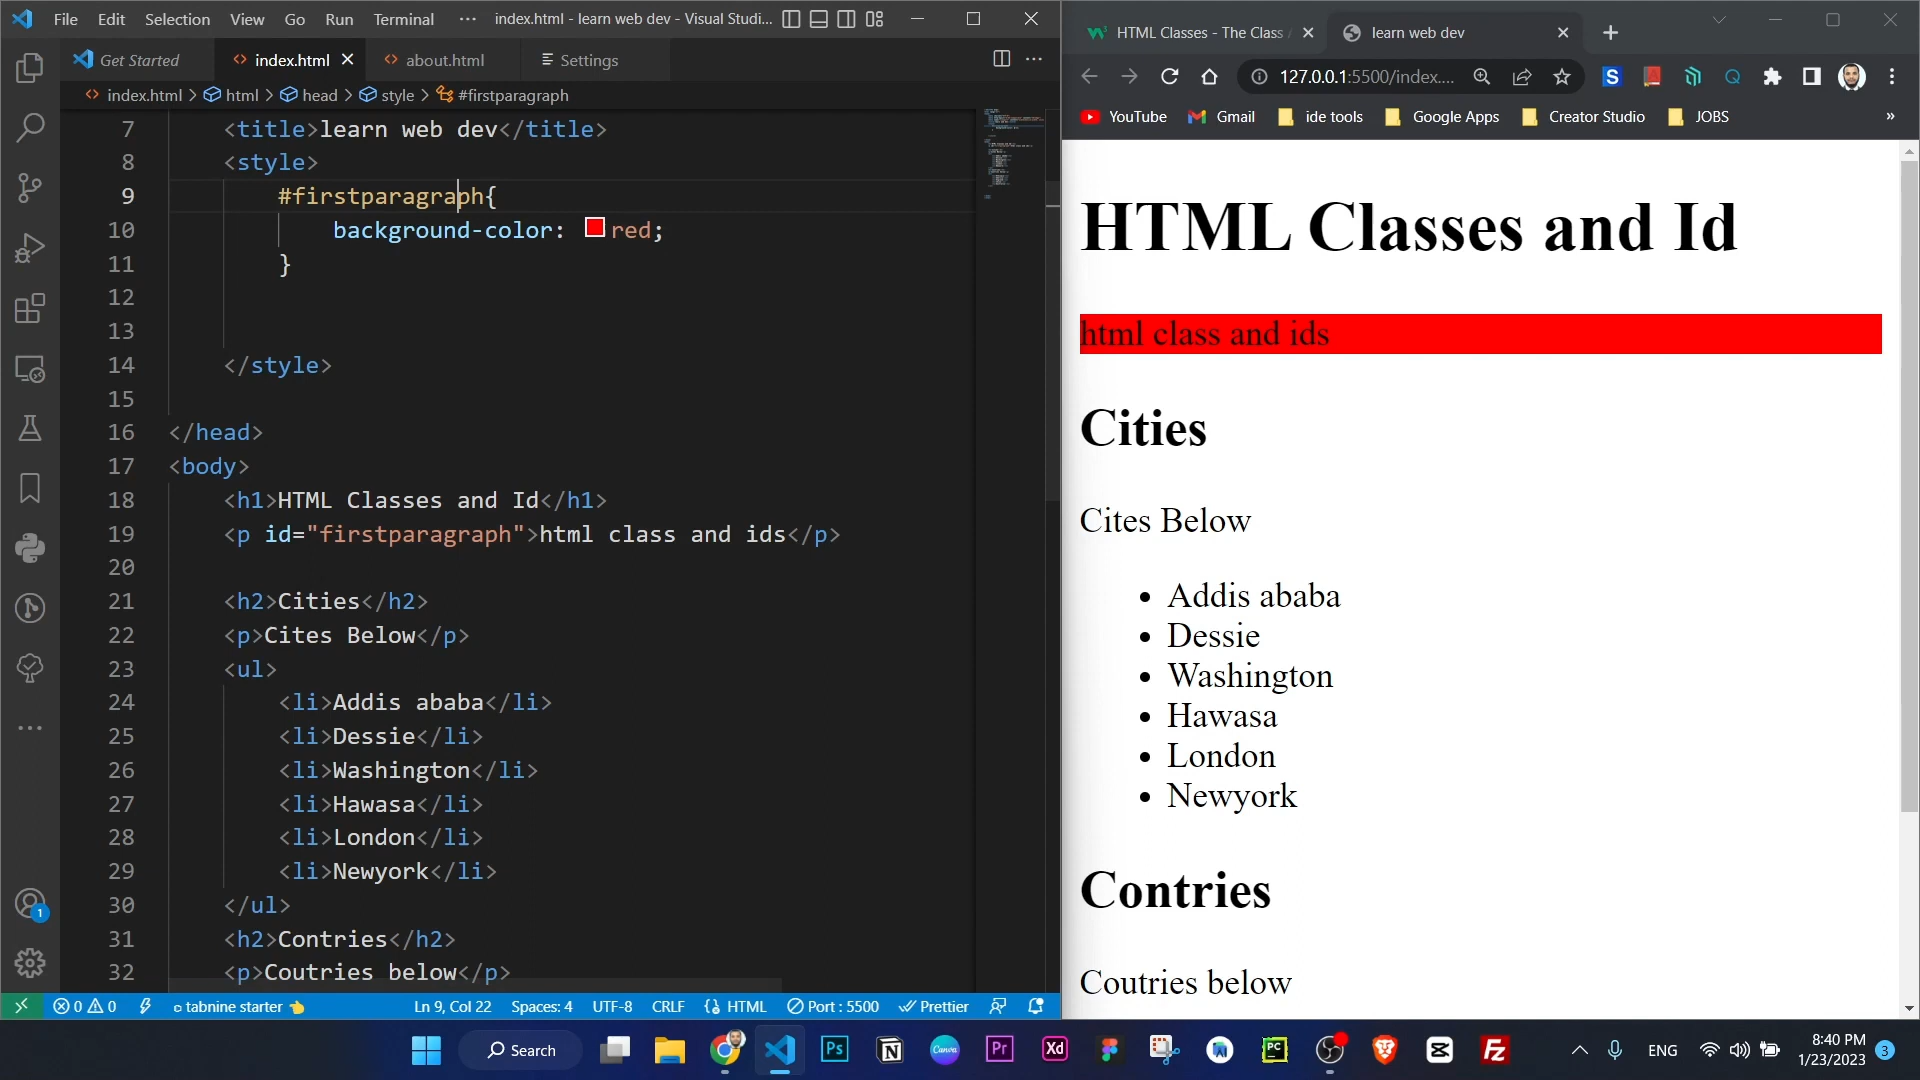 File Edit Selection View Go Run Terminal ··· index.html - learn web dev - Visual Studi...
Get Started index.html about.html Settings
index.html > html > head > style > #firstparagraph
7 <title>learn web dev</title>
8 <style>
9 #firstparagraph{
10 background-color: red;
11 }
12
13
14 </style>
15
16 </head>
17 <body>
18 <h1>HTML Classes and Id</h1>
19 <p id="firstparagraph">html class and ids</p>
20
21 <h2>Cities</h2>
22 <p>Cites Below</p>
23 <ul>
24 <li>Addis ababa</li>
25 <li>Dessie</li>
26 <li>Washington</li>
27 <li>Hawasa</li>
28 <li>London</li>
29 <li>Newyork</li>
30 </ul>
31 <h2>Contries</h2>
32 <p>Coutries below</p>
1
0 0 tabnine starter Ln 9, Col 22 Spaces: 4 UTF-8 CRLF HTML Port : 5500 Prettier
HTML Classes - The Class learn web dev
127.0.0.1:5500/index....
YouTube Gmail ide tools Google Apps Creator Studio JOBS »
HTML Classes and Id
html class and ids
Cities
Cites Below
• Addis ababa
• Dessie
• Washington
• Hawasa
• London
• Newyork
Contries
Coutries below
Search Ps N Canva Pr Xd PC Fz ENG 8:40 PM
1/23/2023 3